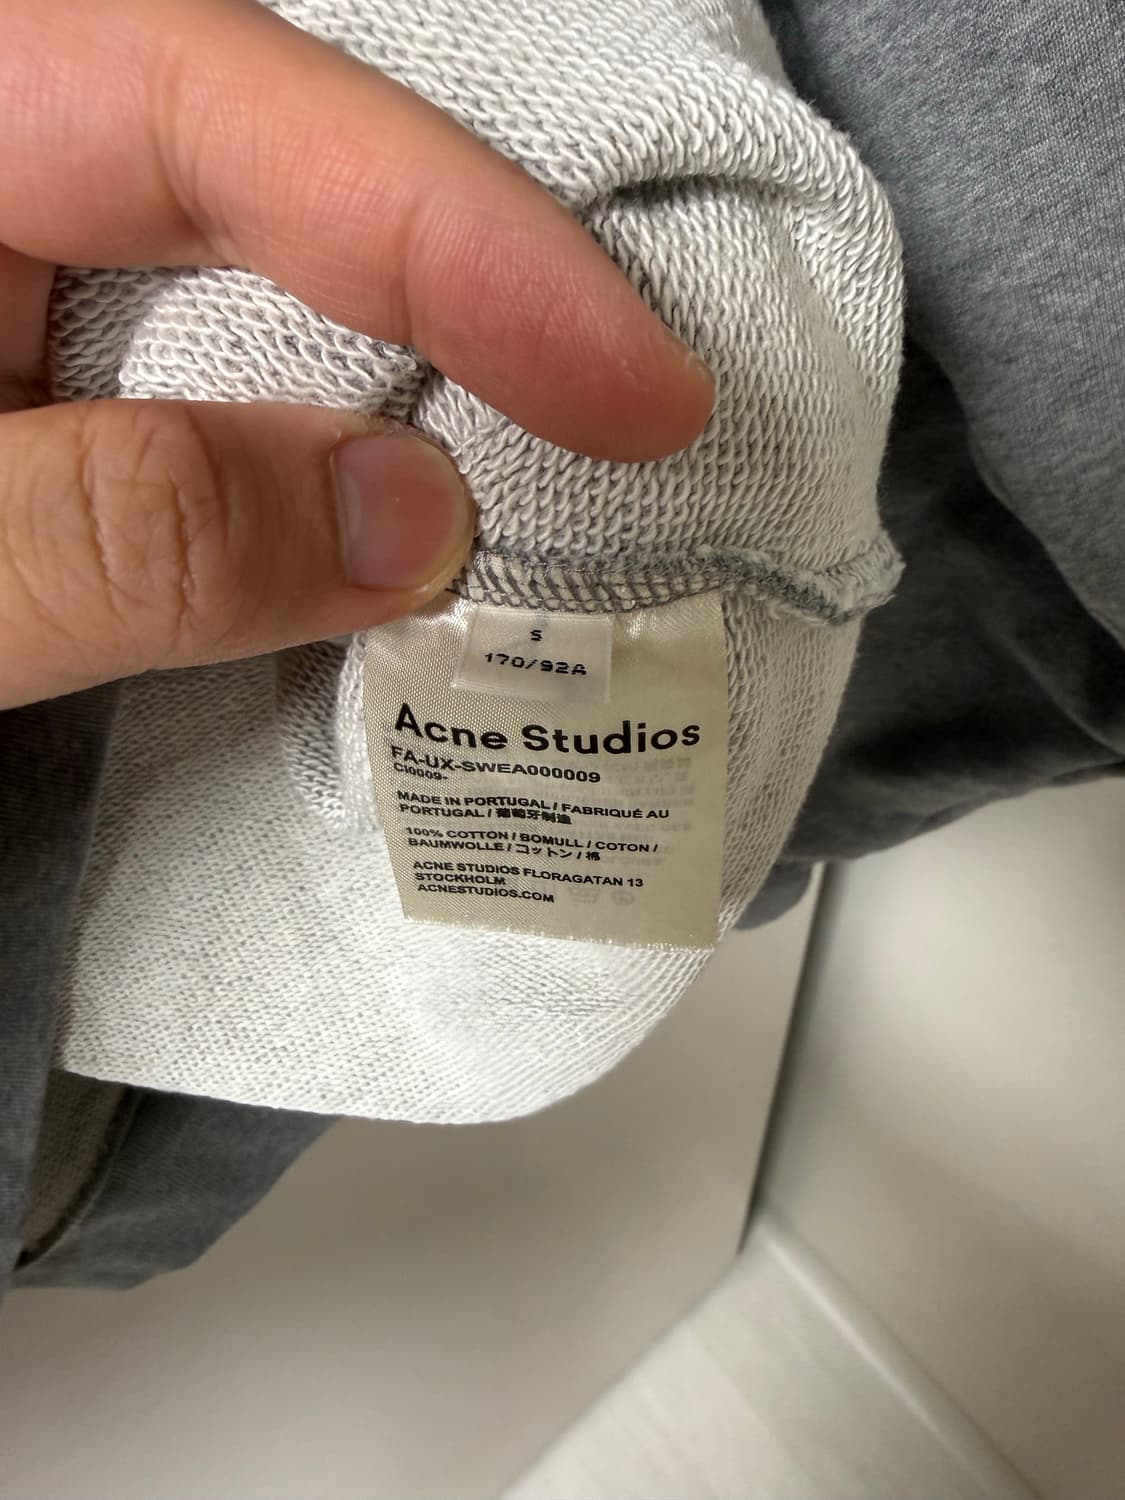 S
170/92A
Acne Studios
FA-UX-SWEA000009
CI0009-
MADE IN PORTUGAL / FABRIQUÉ AU
PORTUGAL / 葡萄牙制造
100% COTTON / BOMULL / COTON /
BAUMWOLLE / コットン / 棉
ACNE STUDIOS FLORAGATAN 13
STOCKHOLM
ACNESTUDIOS.COM